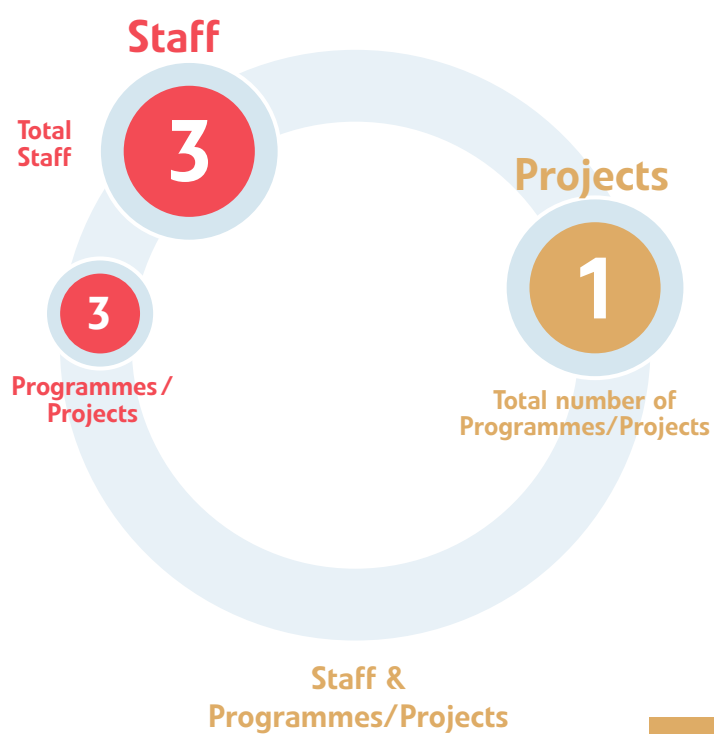 Staff
Total
Staff
3
3
Programmes/
Projects
Projects
1
Total number of
Programmes/Projects
Staff &
Programmes/Projects